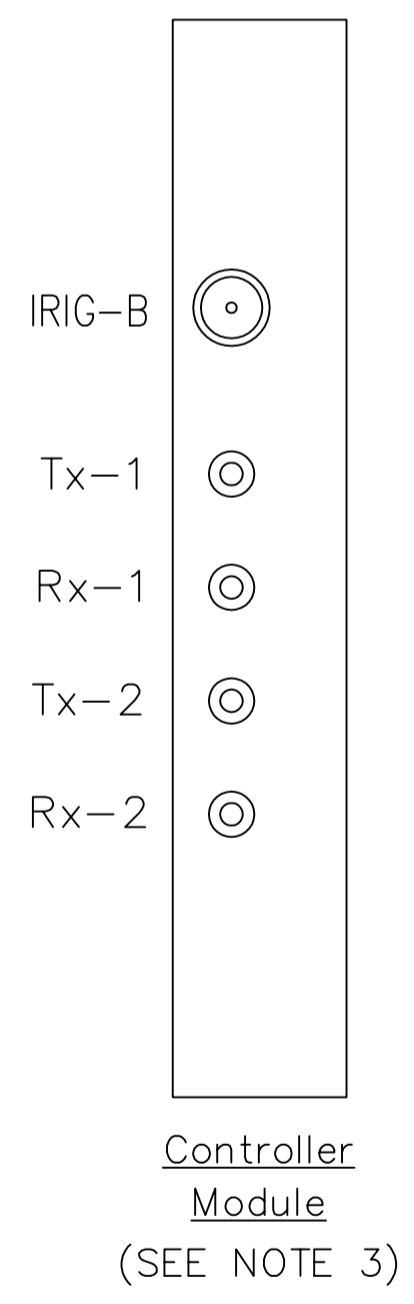 IRIG-B
Tx-1
Rx-1
Tx-2
Rx-2
Controller
Module
(SEE NOTE 3)